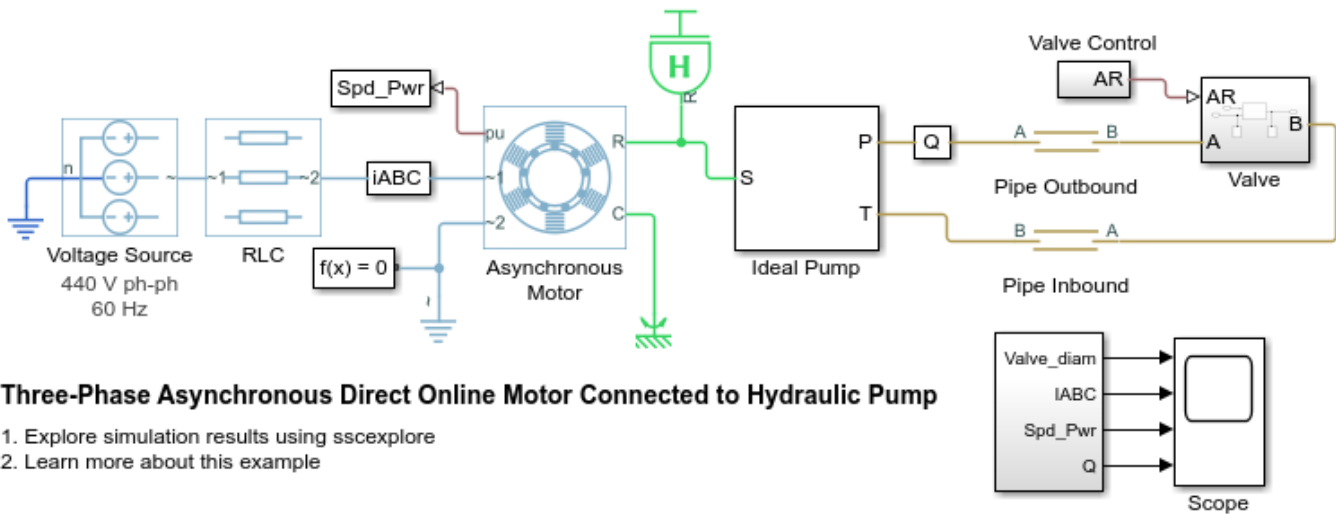 Valve Control
AR
Spd_Pwr
H
R
AR
A
B
Valve
n
~
~1
~2
iABC
pu
~1
~2
R
C
S
P
T
Q
A
B
Pipe Outbound
B
A
Pipe Inbound
Voltage Source
440 V ph-ph
60 Hz
RLC
f(x) = 0
~
Asynchronous
Motor
Ideal Pump
Valve_diam
IABC
Spd_Pwr
Q
Scope
Three-Phase Asynchronous Direct Online Motor Connected to Hydraulic Pump
1. Explore simulation results using sscexplore
2. Learn more about this example